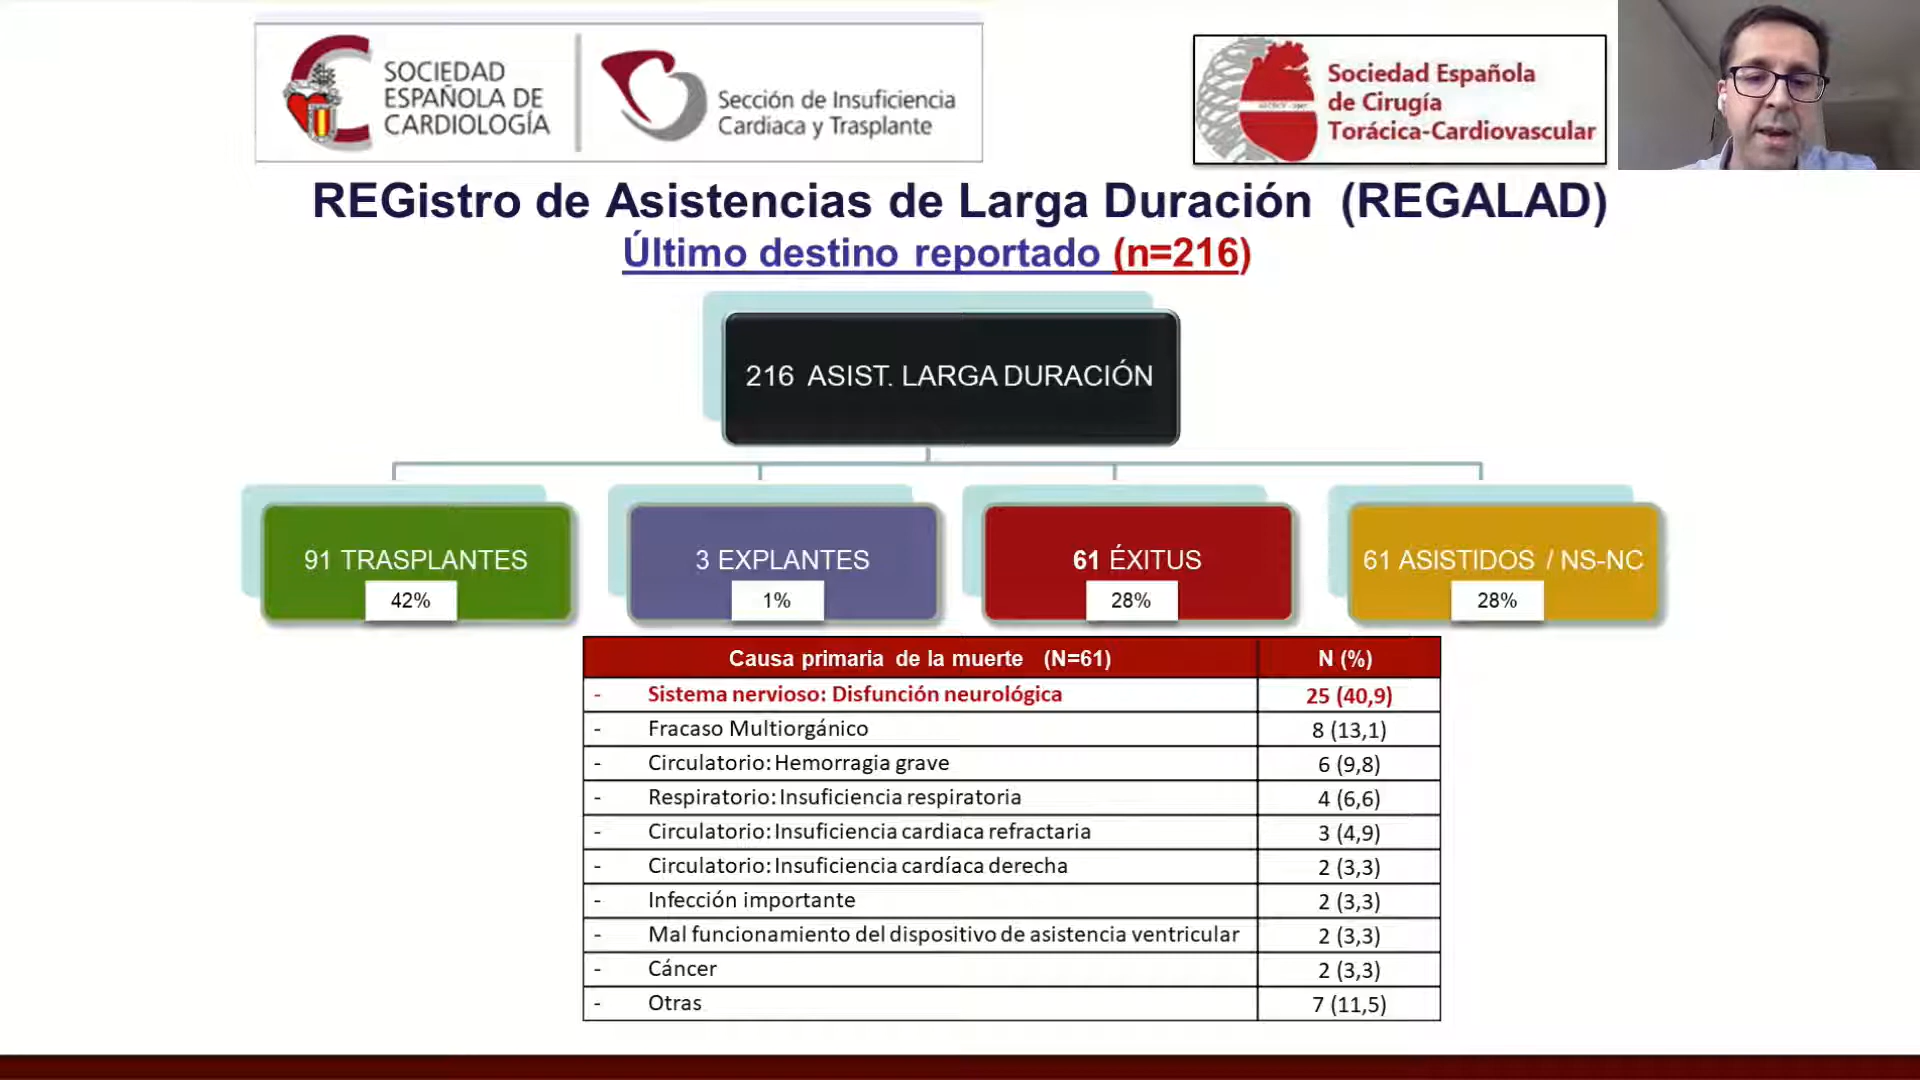 SOCIEDAD
ESPAÑOLA DE
CARDIOLOGÍA
Sección de Insuficiencia
Cardiaca y Trasplante
Sociedad Española
de Cirugía
Torácica-Cardiovascular
REGistro de Asistencias de Larga Duración (REGALAD)
Último destino reportado (n=216)
216 ASIST. LARGA DURACIÓN
91 TRASPLANTES
42%
3 EXPLANTES
1%
61 ÉXITUS
28%
61 ASISTIDOS / NS-NC
28%
Causa primaria de la muerte (N=61) N (%)
- Sistema nervioso: Disfunción neurológica 25 (40,9)
- Fracaso Multiorgánico 8 (13,1)
- Circulatorio: Hemorragia grave 6 (9,8)
- Respiratorio: Insuficiencia respiratoria 4 (6,6)
- Circulatorio: Insuficiencia cardiaca refractaria 3 (4,9)
- Circulatorio: Insuficiencia cardíaca derecha 2 (3,3)
- Infección importante 2 (3,3)
- Mal funcionamiento del dispositivo de asistencia ventricular 2 (3,3)
- Cáncer 2 (3,3)
- Otras 7 (11,5)